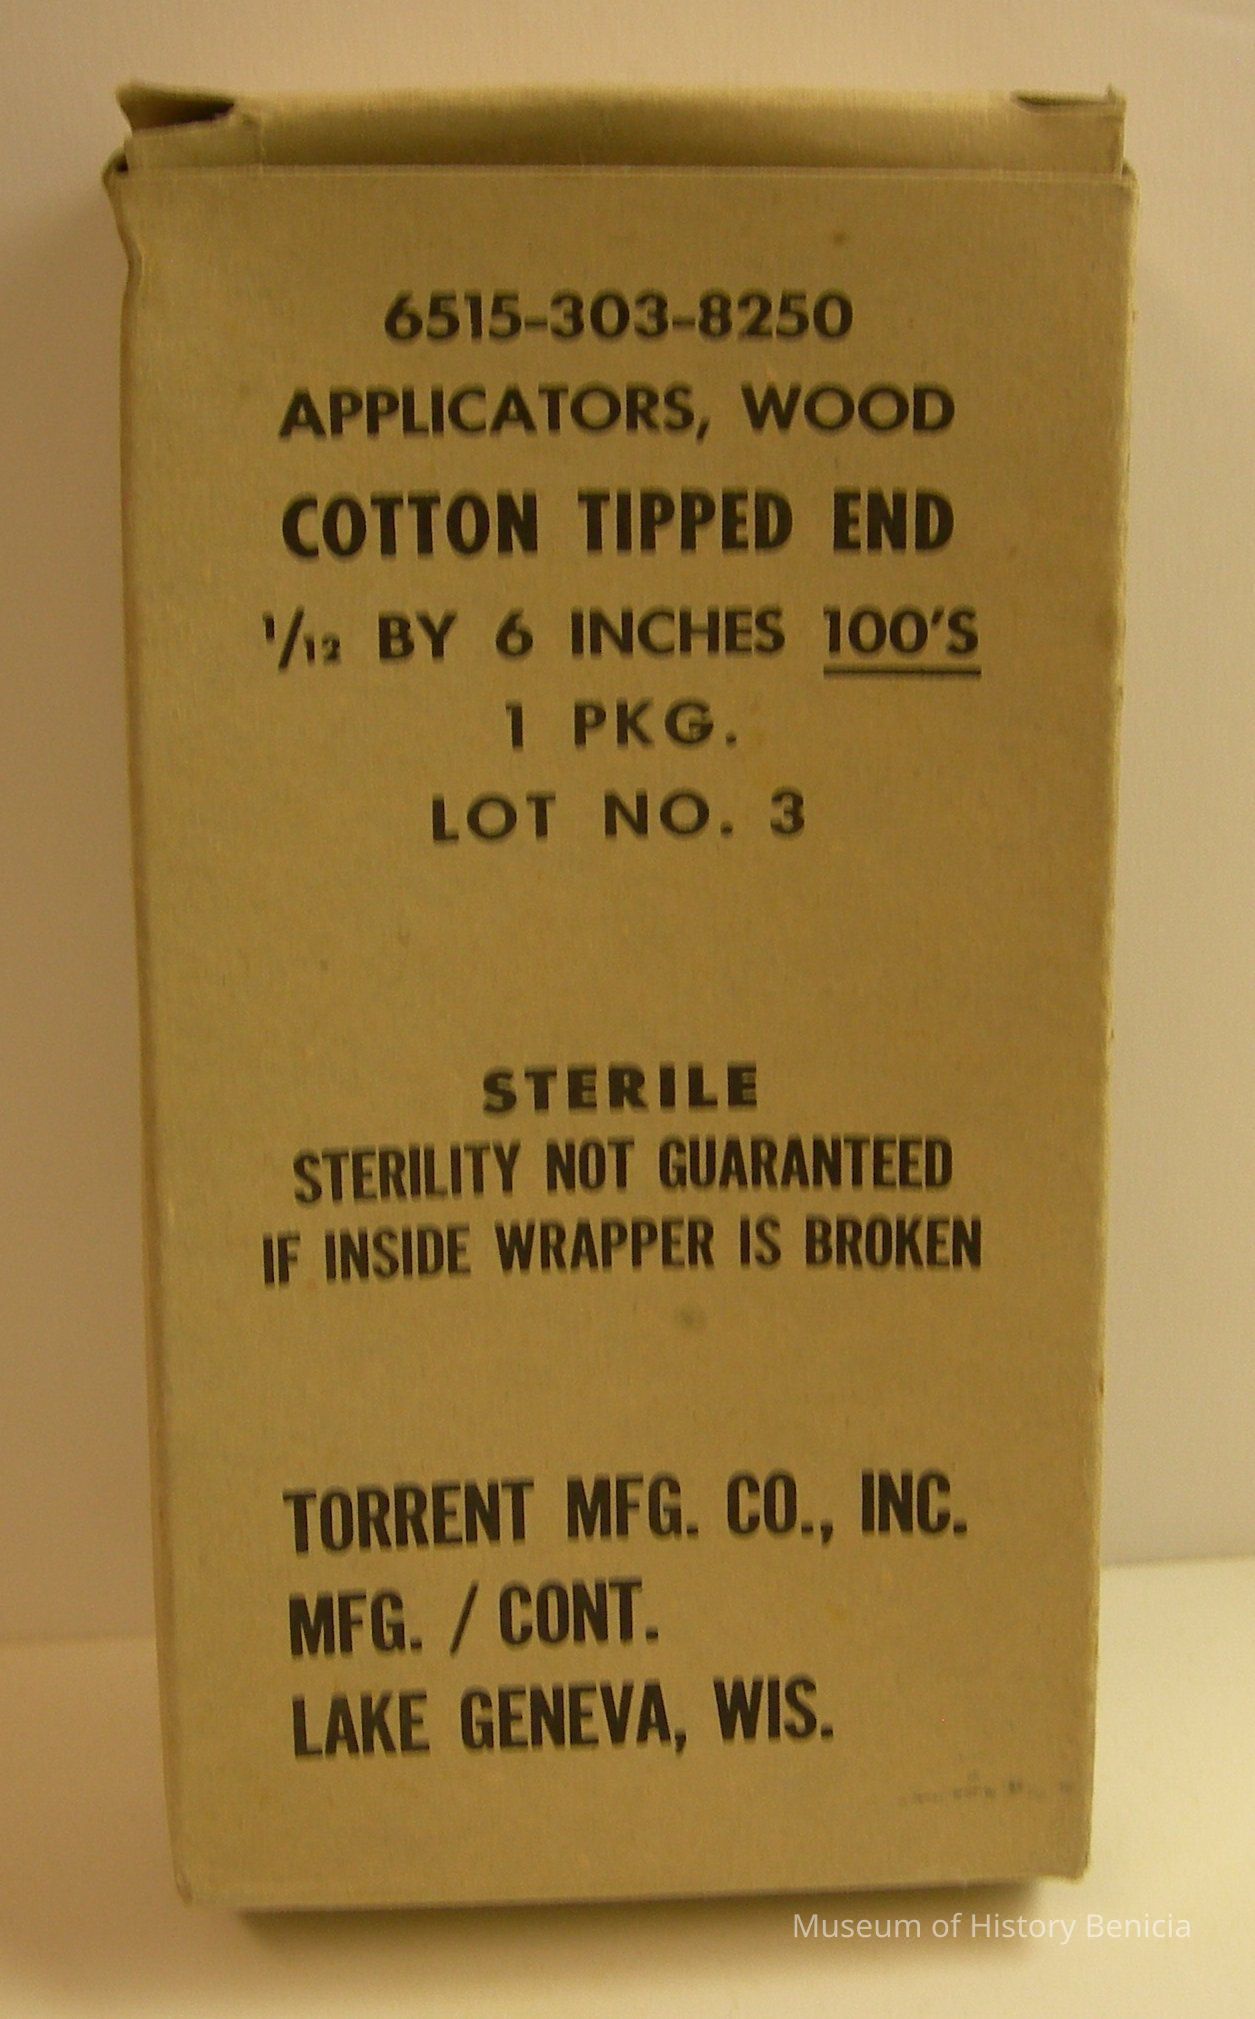 6515-303-8250
APPLICATORS, WOOD
COTTON TIPPED END
1/12 BY 6 INCHES 100'S
1 PKG.
LOT NO. 3
STERILE
STERILITY NOT GUARANTEED
IF INSIDE WRAPPER IS BROKEN
TORRENT MFG. CO., INC.
MFG. / CONT.
LAKE GENEVA, WIS.
Museum of History Benicia